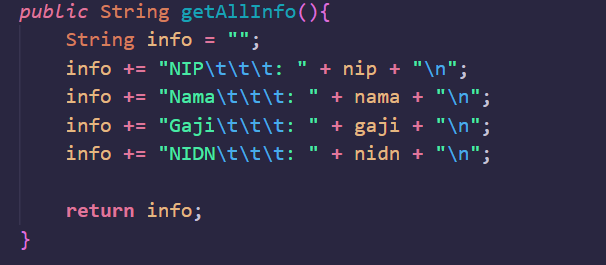 public String getAllInfo(){
    String info = "";
    info += "NIP\t\t\t: " + nip + "\n";
    info += "Nama\t\t\t: " + nama + "\n";
    info += "Gaji\t\t\t: " + gaji + "\n";
    info += "NIDN\t\t\t: " + nidn + "\n";

    return info;
}